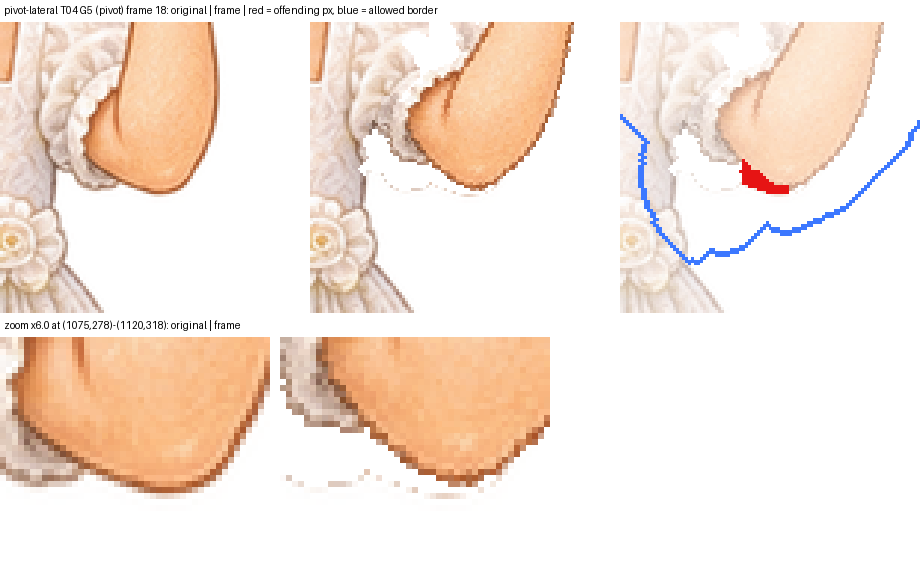 pivot-lateral T04 G5 (pivot) frame 18: original | frame | red = offending px, blue = allowed border
zoom x6.0 at (1075,278)-(1120,318): original | frame